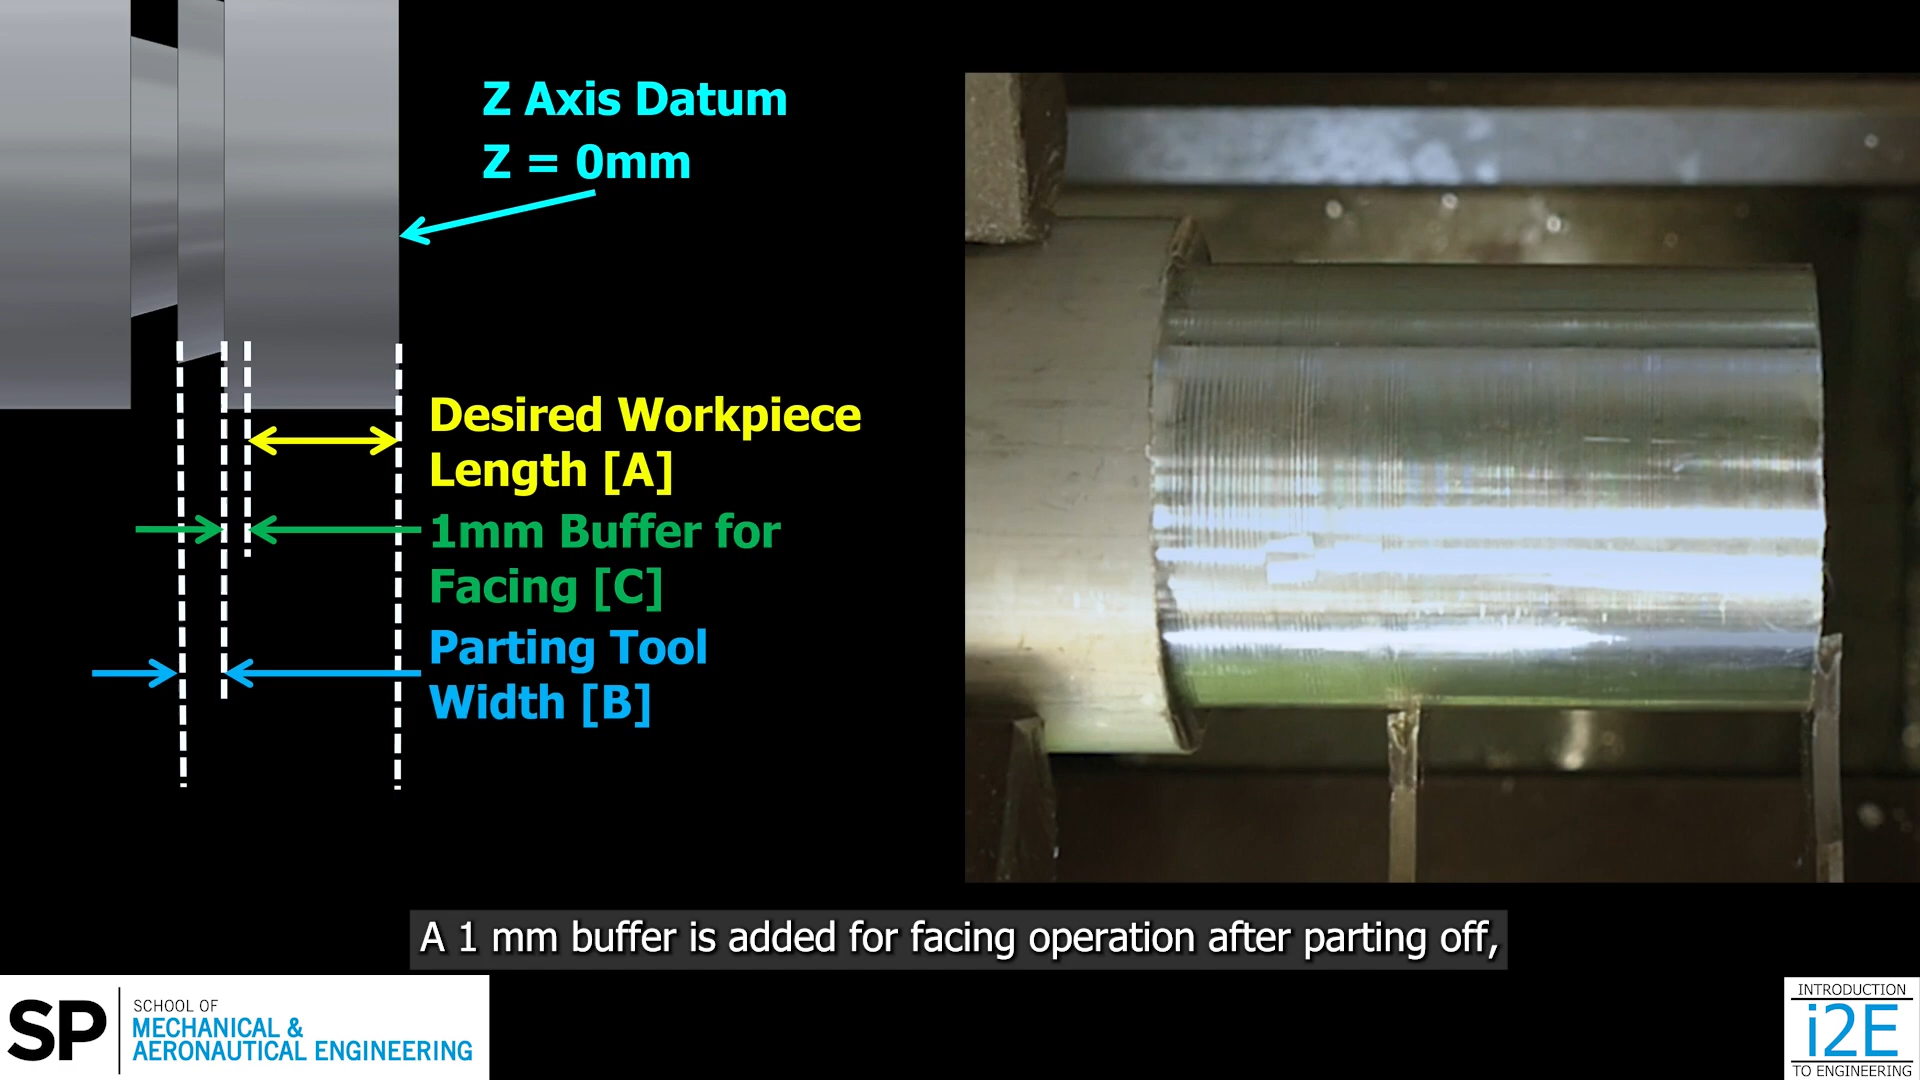 Z Axis Datum
Z = 0mm
Desired Workpiece
Length [A]
1mm Buffer for
Facing [C]
Parting Tool
Width [B]
A 1 mm buffer is added for facing operation after parting off,
SP
SCHOOL OF
MECHANICAL &
AERONAUTICAL ENGINEERING
INTRODUCTION
i2E
TO ENGINEERING